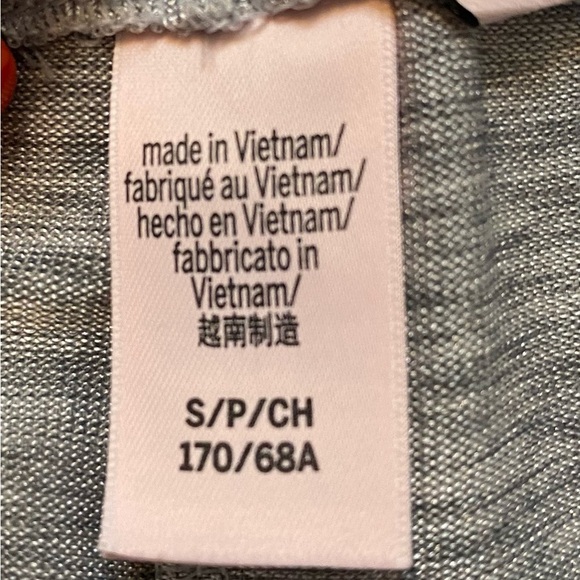 made in Vietnam/
fabriqué au Vietnam/
hecho en Vietnam/
fabbricato in
Vietnam/
越南制造
S/P/CH
170/68A